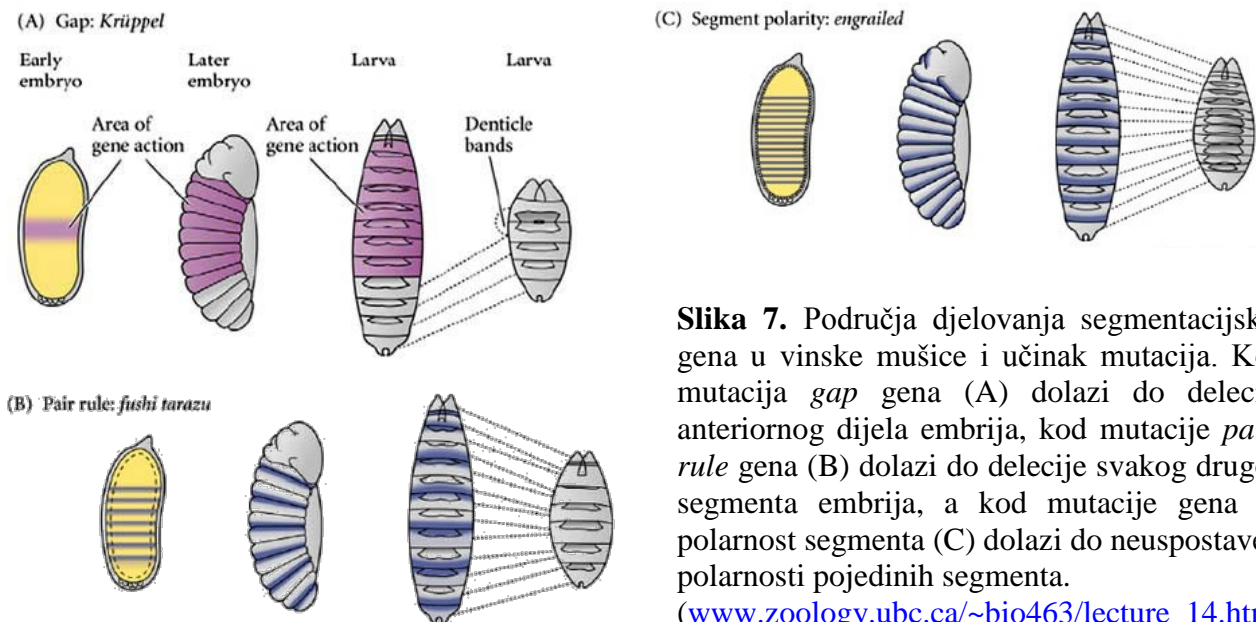 (A) Gap: Krüppel
Early
embryo
Later
embryo
Larva
Larva
Area of
gene action
Area of
gene action
Denticle
bands
(B) Pair rule: fushi tarazu
(C) Segment polarity: engrailed
Slika 7. Područja djelovanja segmentacijsk
gena u vinske mušice i učinak mutacija. Ko
mutacija gap gena (A) dolazi do deleci
anteriornog dijela embrija, kod mutacije pa
rule gena (B) dolazi do delecije svakog drugo
segmenta embrija, a kod mutacije gena
polarnost segmenta (C) dolazi do neuspostave
polarnosti pojedinih segmenta.
(www.zoology.ubc.ca/~bio463/lecture_14.htm